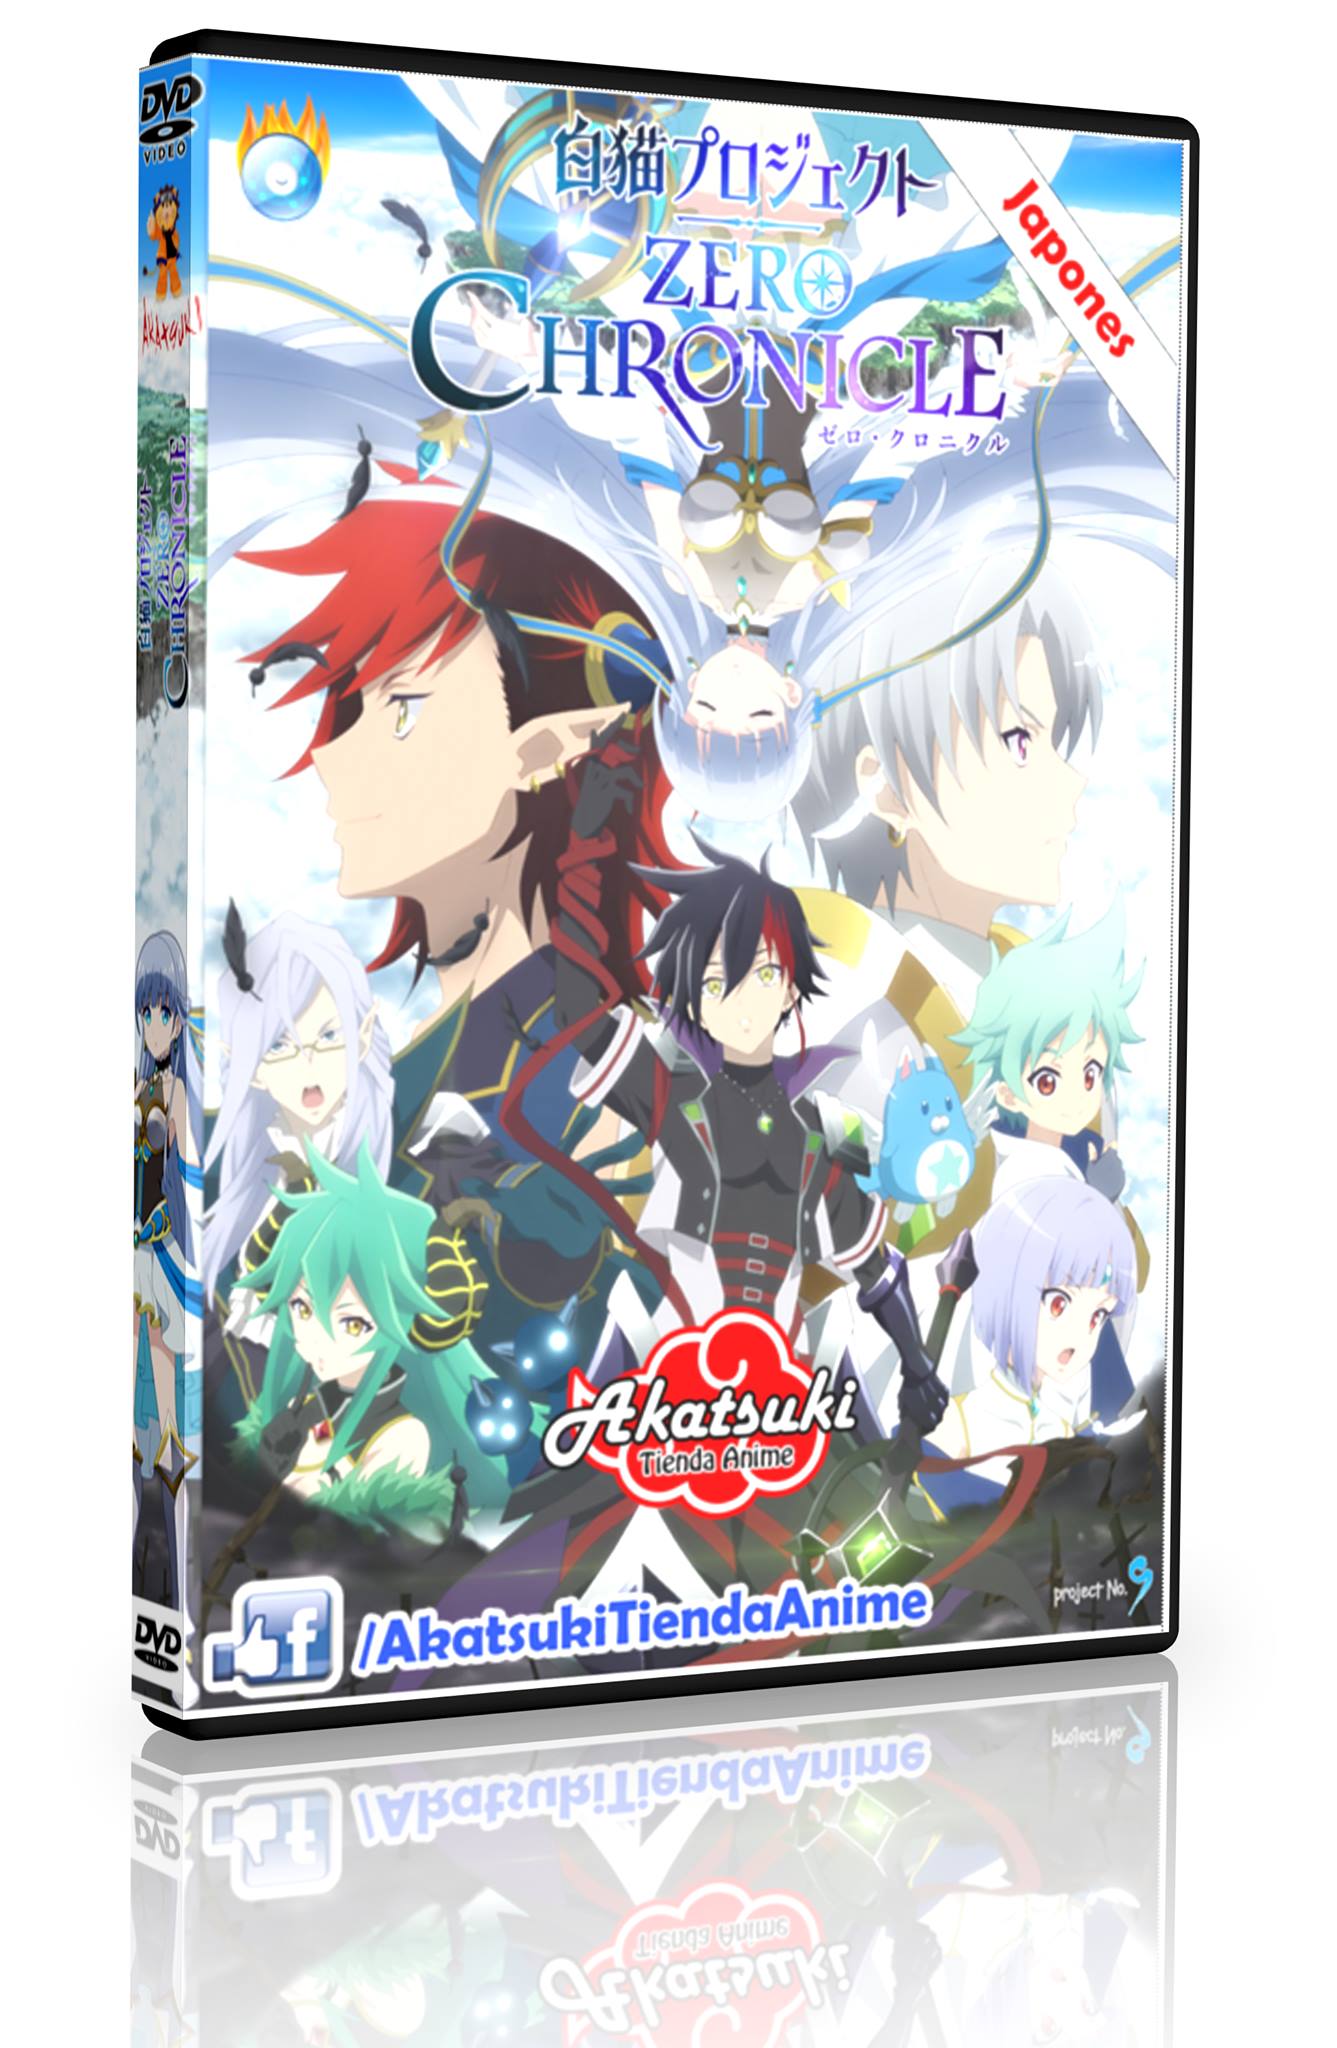 DVD
VIDEO
AKATSUKI
白猫プロジェクト
ZERO
CHRONICLE
DVD
VIDEO
白猫プロジェクト
ZERO
CHRONICLE
ゼロ・クロニクル
Japones
Akatsuki
Tienda Anime
f /AkatsukiTiendaAnime
project No.9